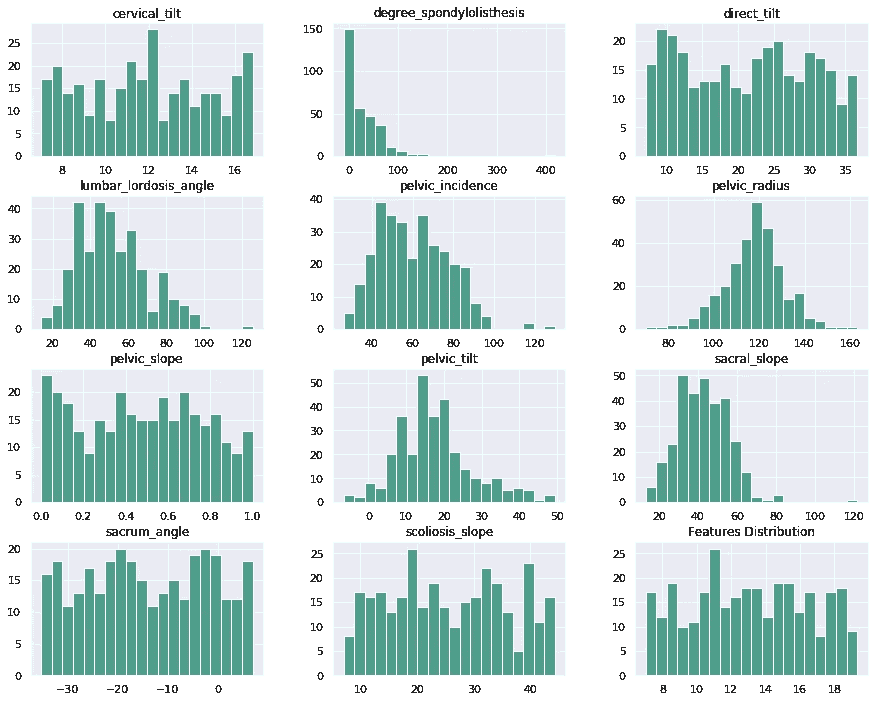 cervical_tilt
25
20
15
10
5
0
8 10 12 14 16
degree_spondylolisthesis
150
100
50
0
0 100 200 300 400
direct_tilt
20
15
10
5
0
10 15 20 25 30 35
lumbar_lordosis_angle
40
30
20
10
0
20 40 60 80 100 120
pelvic_incidence
40
30
20
10
0
40 60 80 100 120
pelvic_radius
60
40
20
0
80 100 120 140 160
pelvic_slope
20
15
10
5
0
0.0 0.2 0.4 0.6 0.8 1.0
pelvic_tilt
50
40
30
20
10
0
0 10 20 30 40 50
sacral_slope
50
40
30
20
10
0
20 40 60 80 100 120
sacrum_angle
20
15
10
5
0
−30 −20 −10 0
scoliosis_slope
25
20
15
10
5
0
10 20 30 40
Features Distribution
25
20
15
10
5
0
8 10 12 14 16 18